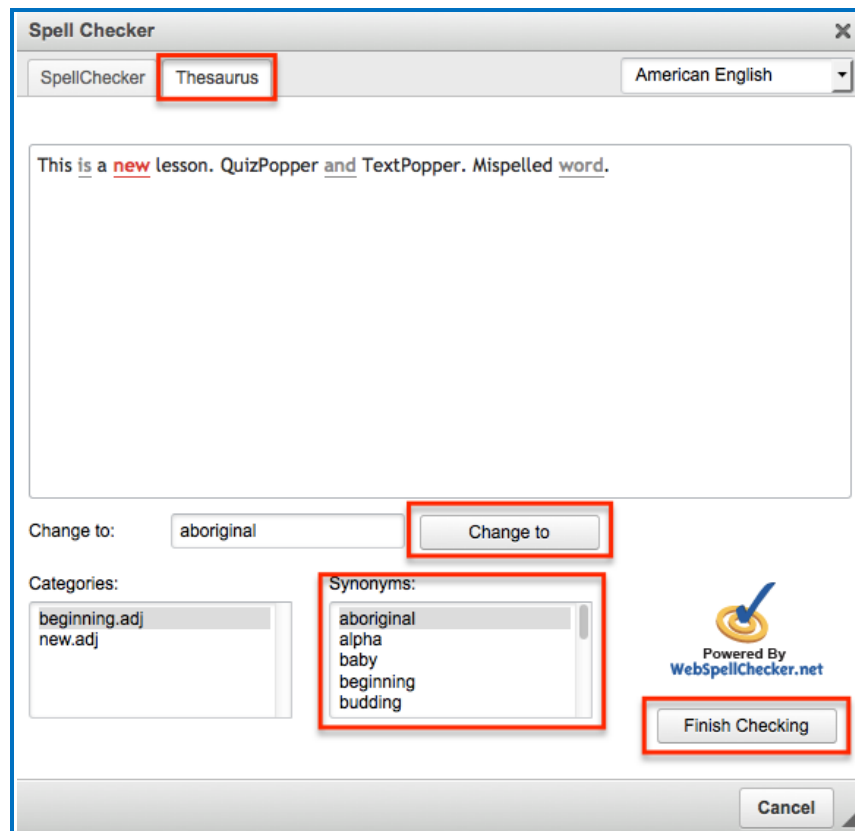 Spell Checker
SpellChecker Thesaurus American English
This is a new lesson. QuizPopper and TextPopper. Mispelled word.
Change to: aboriginal Change to
Categories: Synonyms:
beginning.adj aboriginal
new.adj alpha
baby
beginning
budding
Powered By
WebSpellChecker.net
Finish Checking
Cancel